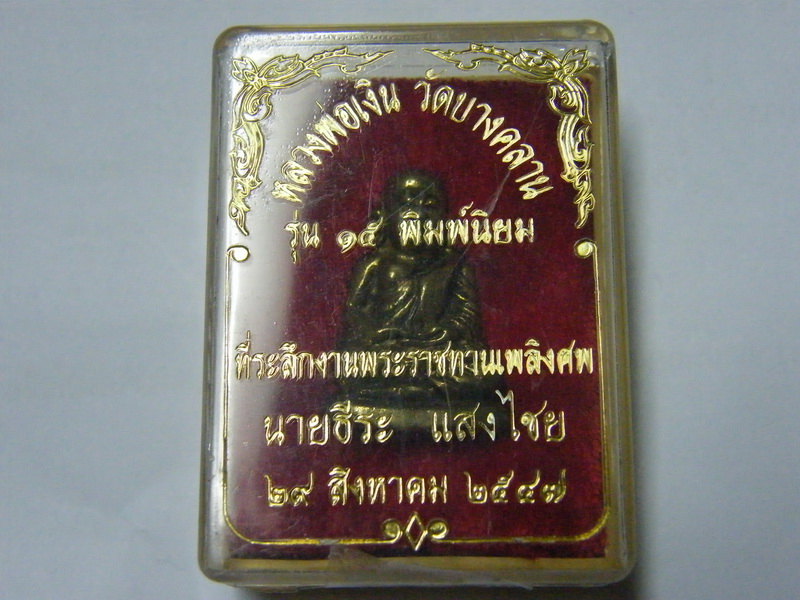 หลวงพ่อเงิน วัดบางคลาน
รุ่น ๑๕ พิมพ์นิยม
ที่ระลึกงานพระราชทานเพลิงศพ
นายธีระ แสงไชย
๒๙ สิงหาคม ๒๕๔๗